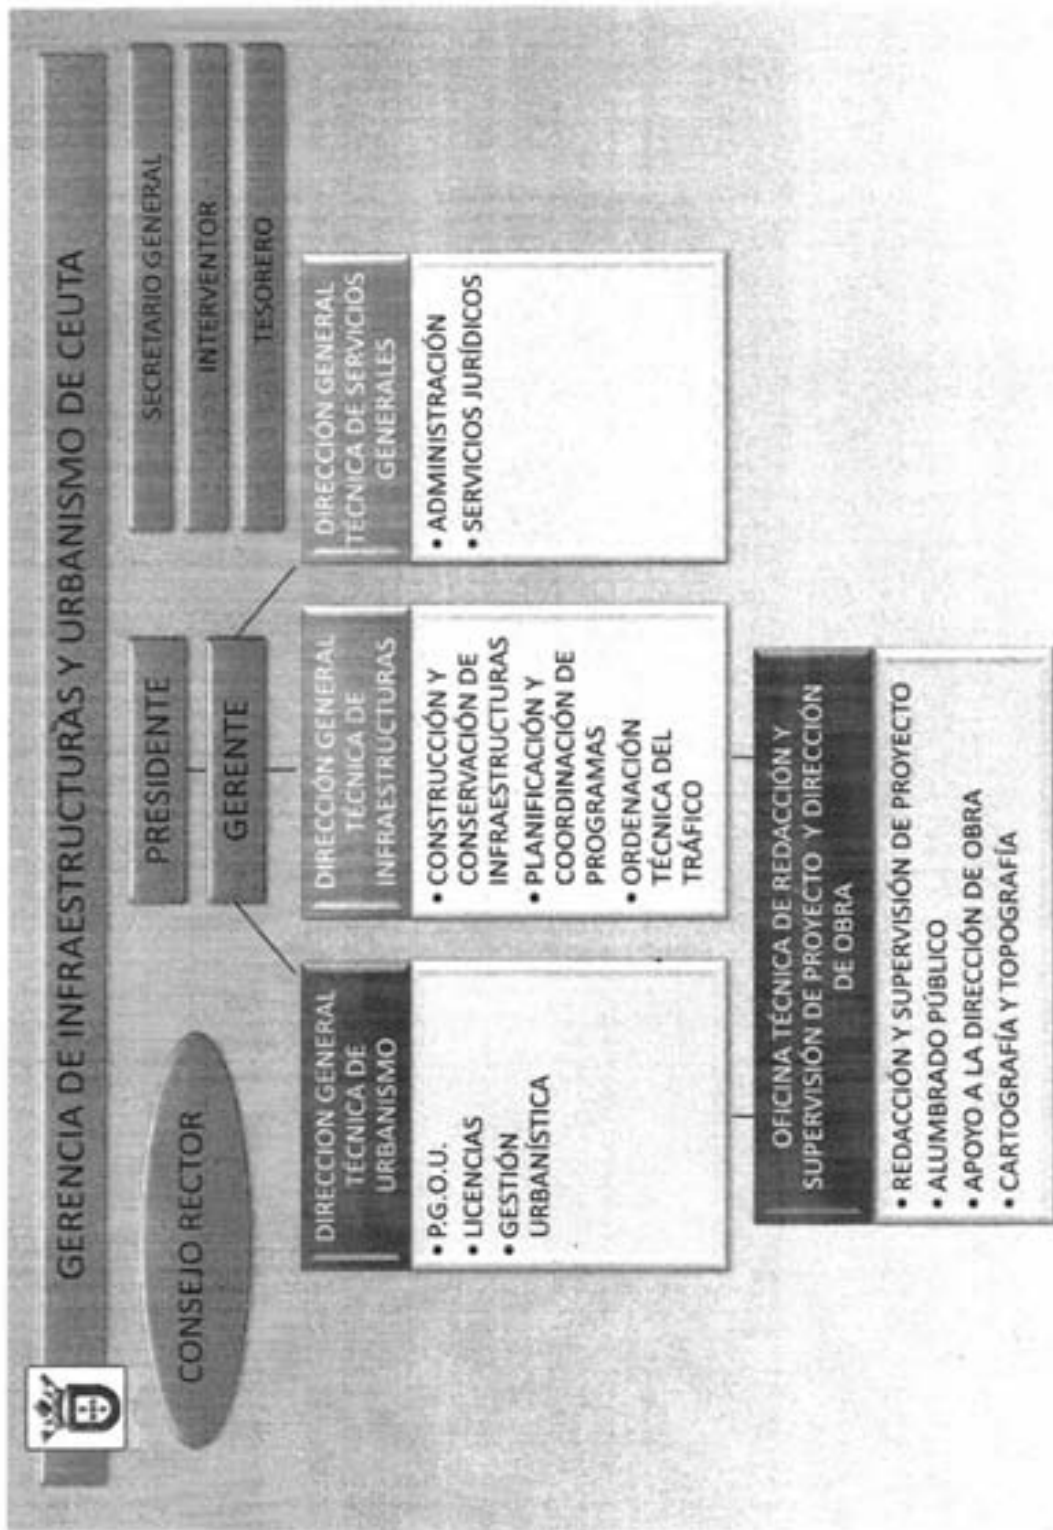 GERENCIA DE INFRAESTRUCTURAS Y URBANISMO DE CEUTA
CONSEJO RECTOR
PRESIDENTE
GERENTE
SECRETARIO GENERAL
INTERVENTOR
TESORERO
DIRECCION GENERAL
TÉCNICA DE
URBANISMO
• P.G.O.U.
• LICENCIAS
• GESTIÓN
URBANÍSTICA
DIRECCIÓN GENERAL
TÉCNICA DE
INFRAESTRUCTURAS
• CONSTRUCCIÓN Y
CONSERVACIÓN DE
INFRAESTRUCTURAS
• PLANIFICACIÓN Y
COORDINACIÓN DE
PROGRAMAS
• ORDENACIÓN
TÉCNICA DEL
TRÁFICO
DIRECCIÓN GENERAL
TÉCNICA DE SERVICIOS
GENERALES
• ADMINISTRACIÓN
• SERVICIOS JURÍDICOS
OFICINA TÉCNICA DE REDACCIÓN Y
SUPERVISIÓN DE PROYECTO Y DIRECCIÓN
DE OBRA
• REDACCIÓN Y SUPERVISIÓN DE PROYECTO
• ALUMBRADO PÚBLICO
• APOYO A LA DIRECCIÓN DE OBRA
• CARTOGRAFÍA Y TOPOGRAFÍA